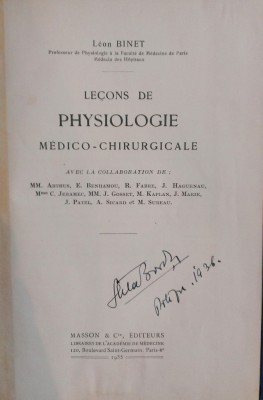 Léon BINET
Professeur de Physiologie à la Faculté de Médecine de Paris
Médecin des Hôpitaux
LEÇONS DE
PHYSIOLOGIE
MÉDICO-CHIRURGICALE
AVEC LA COLLABORATION DE :
MM. Arthus, E. Benhamou, R. Fabre, J. Haguenau,
Mme C. Jeramec, MM. J. Gosset, M. Kaplan, J. Marie,
J. Patel, A. Sicard et M. Sureau.
1936.
MASSON & Cie, ÉDITEURS
LIBRAIRES DE L'ACADÉMIE DE MÉDECINE
120, Boulevard Saint-Germain, Paris-6e